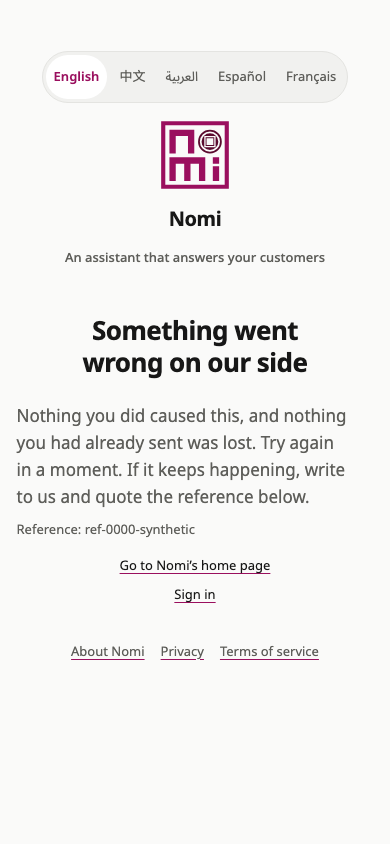 English 中文 العربية Español Français
nomi
Nomi
An assistant that answers your customers
Something went
wrong on our side
Nothing you did caused this, and nothing
you had already sent was lost. Try again
in a moment. If it keeps happening, write
to us and quote the reference below.
Reference: ref-0000-synthetic
Go to Nomi’s home page
Sign in
About Nomi Privacy Terms of service